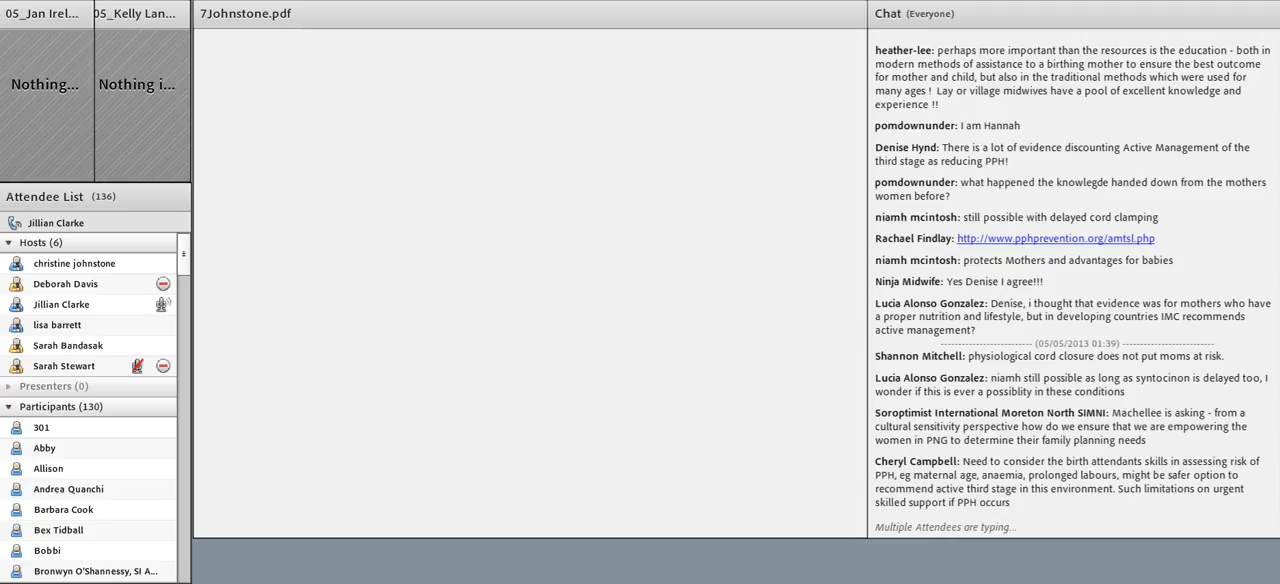 05_Jan Irel...
05_Kelly Lan...
7Johnstone.pdf
Chat (Everyone)
Nothing...
Nothing i...
Attendee List (136)
Jillian Clarke
Hosts (6)
christine johnstone
Deborah Davis
Jillian Clarke
lisa barrett
Sarah Bandasak
Sarah Stewart
Presenters (0)
Participants (130)
301
Abby
Allison
Andrea Quanchi
Barbara Cook
Bex Tidball
Bobbi
Bronwyn O'Shannessy, SI A...
heather-lee: perhaps more important than the resources is the education - both in
modern methods of assistance to a birthing mother to ensure the best outcome
for mother and child, but also in the traditional methods which were used for
many ages ! Lay or village midwives have a pool of excellent knowledge and
experience !!
pomdownunder: I am Hannah
Denise Hynd: There is a lot of evidence discounting Active Management of the
third stage as reducing PPH!
pomdownunder: what happened the knowlegde handed down from the mothers
women before?
niamh mcintosh: still possible with delayed cord clamping
Rachael Findlay: http://www.pphprevention.org/amtsl.php
niamh mcintosh: protects Mothers and advantages for babies
Ninja Midwife: Yes Denise I agree!!!
Lucia Alonso Gonzalez: Denise, i thought that evidence was for mothers who have
a proper nutrition and lifestyle, but in developing countries IMC recommends
active management?
------------------------- (05/05/2013 01:39) -------------------------
Shannon Mitchell: physiological cord closure does not put moms at risk.
Lucia Alonso Gonzalez: niamh still possible as long as syntocinon is delayed too, I
wonder if this is ever a possiblity in these conditions
Soroptimist International Moreton North SIMNI: Machellee is asking - from a
cultural sensitivity perspective how do we ensure that we are empowering the
women in PNG to determine their family planning needs
Cheryl Campbell: Need to consider the birth attendants skills in assessing risk of
PPH, eg maternal age, anaemia, prolonged labours, might be safer option to
recommend active third stage in this environment. Such limitations on urgent
skilled support if PPH occurs
Multiple Attendees are typing...